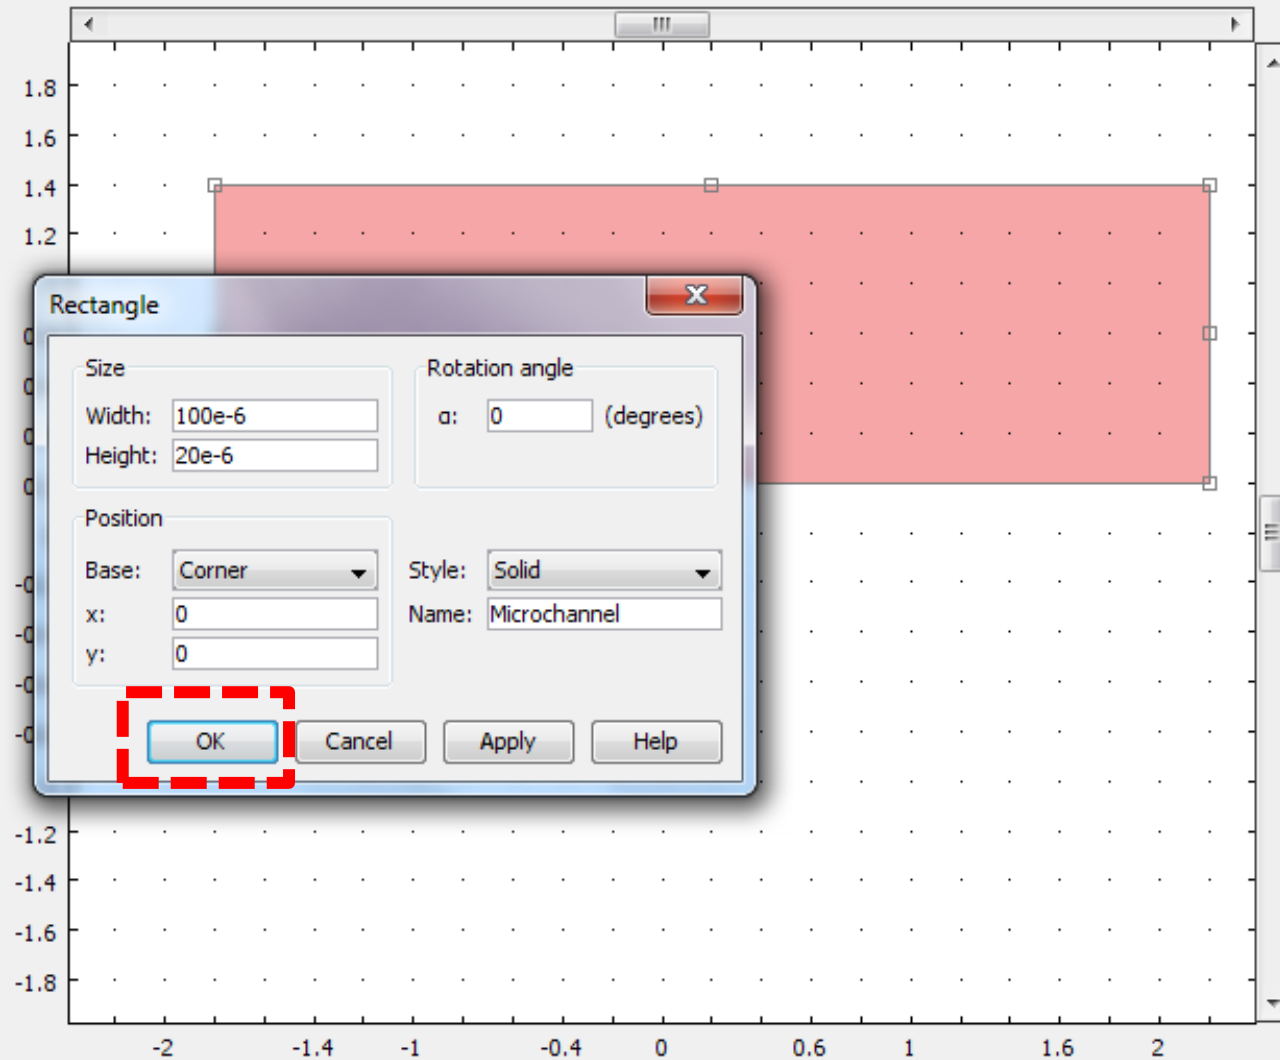 1.8
1.6
1.4
1.2
Rectangle
Size
Rotation angle
Width: 100e-6
a: 0 (degrees)
Height: 20e-6
Position
Base: Corner
Style: Solid
x: 0
Name: Microchannel
y: 0
OK Cancel Apply Help
-1.2
-1.4
-1.6
-1.8
-2 -1.4 -1 -0.4 0 0.6 1 1.6 2